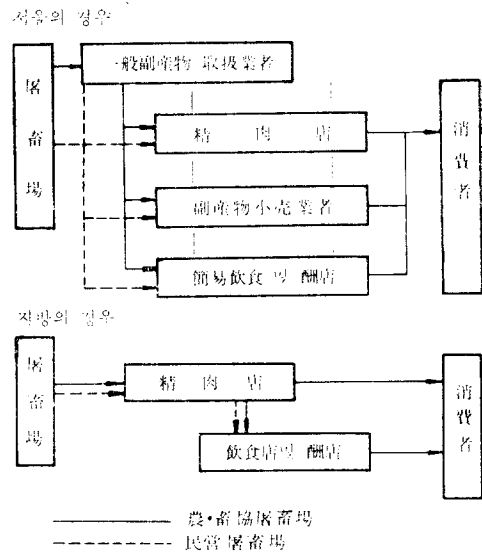 서울의 경우
屠畜場
一般副産物 取扱業者
精肉店
副産物小売業者
簡易飲食 및 酬店
消費者
지방의 경우
屠畜場
精肉店
飲食店 및 酬店
消費者
農·畜協屠畜場
民営屠畜場